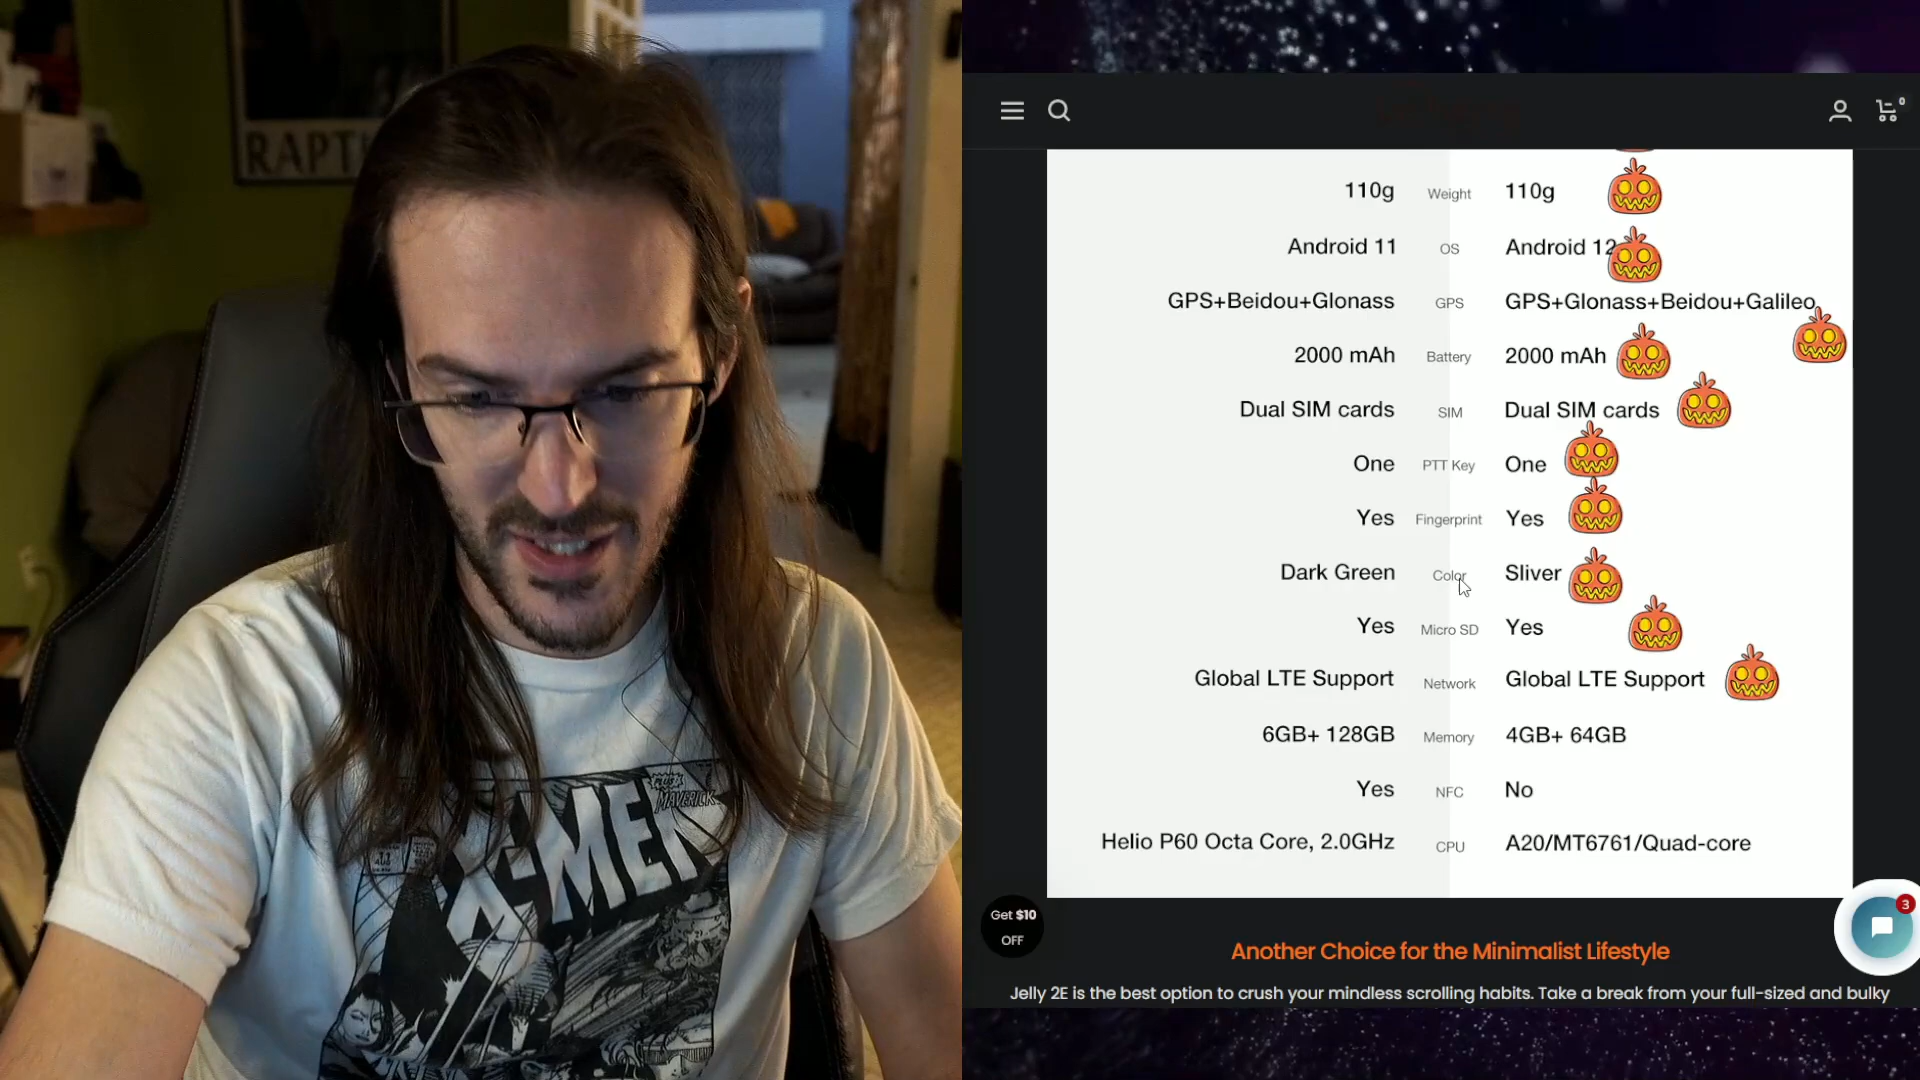 RAPT
PLUS!
MAVERICK
X-MEN
11
AUG
0
110g Weight 110g
Android 11 OS Android 12
GPS+Beidou+Glonass GPS GPS+Glonass+Beidou+Galileo
2000 mAh Battery 2000 mAh
Dual SIM cards SIM Dual SIM cards
One PTT Key One
Yes Fingerprint Yes
Dark Green Color Sliver
Yes Micro SD Yes
Global LTE Support Network Global LTE Support
6GB+ 128GB Memory 4GB+ 64GB
Yes NFC No
Helio P60 Octa Core, 2.0GHz CPU A20/MT6761/Quad-core
Get $10
OFF
3
Another Choice for the Minimalist Lifestyle
Jelly 2E is the best option to crush your mindless scrolling habits. Take a break from your full-sized and bulky